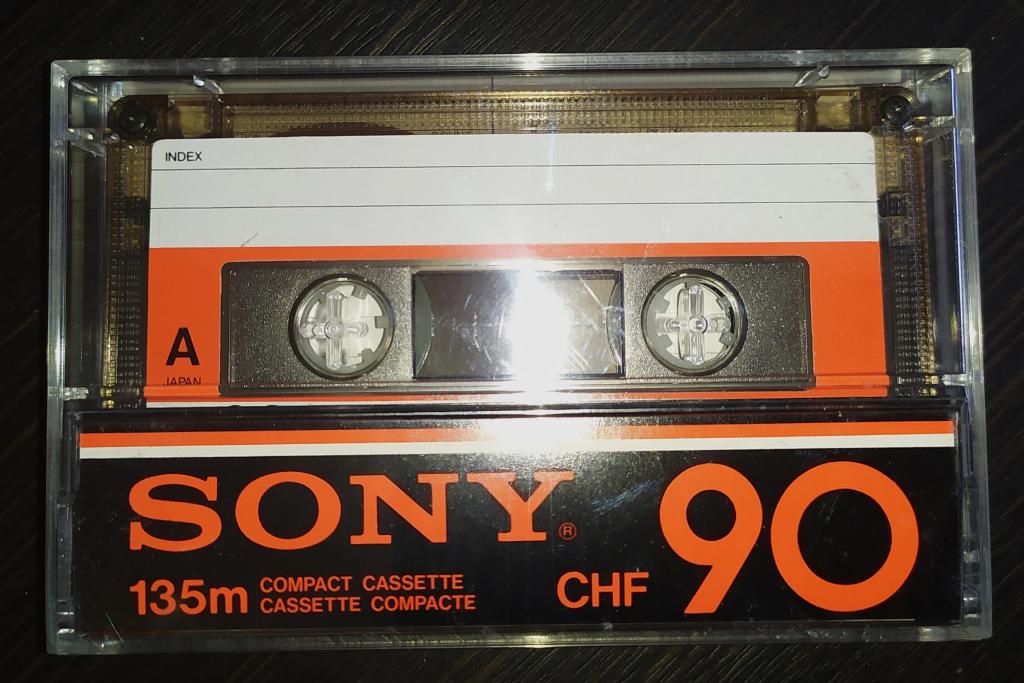 INDEX
A
JAPAN
SONY®
90
135m
COMPACT CASSETTE
CASSETTE COMPACTE
CHF